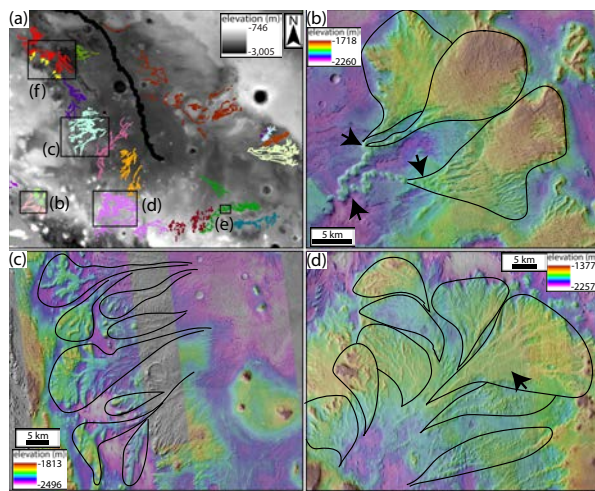 (a)
elevation (m)
-746
-3,005
N
(f)
(c)
(b)
(d)
(e)
(b)
elevation (m)
-1718
-2260
5 km
(c)
5 km
elevation (m)
-1813
-2496
(d)
5 km
elevation (m)
-1377
-2257